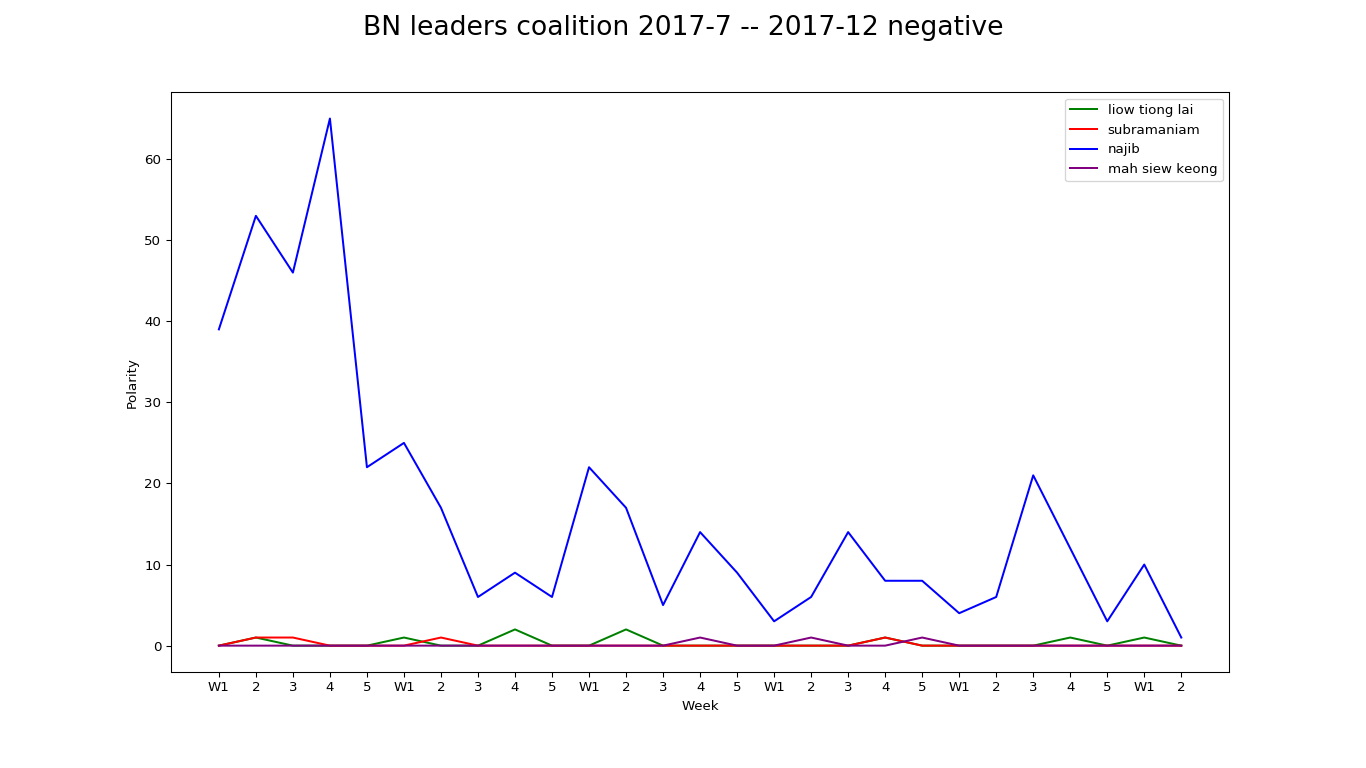 BN leaders coalition 2017-7 -- 2017-12 negative
liow tiong lai
subramaniam
najib
mah siew keong
Polarity
60
50
40
30
20
10
0
W1 2 3 4 5 W1 2 3 4 5 W1 2 3 4 5 W1 2 3 4 5 W1 2 3 4 5 W1 2
Week